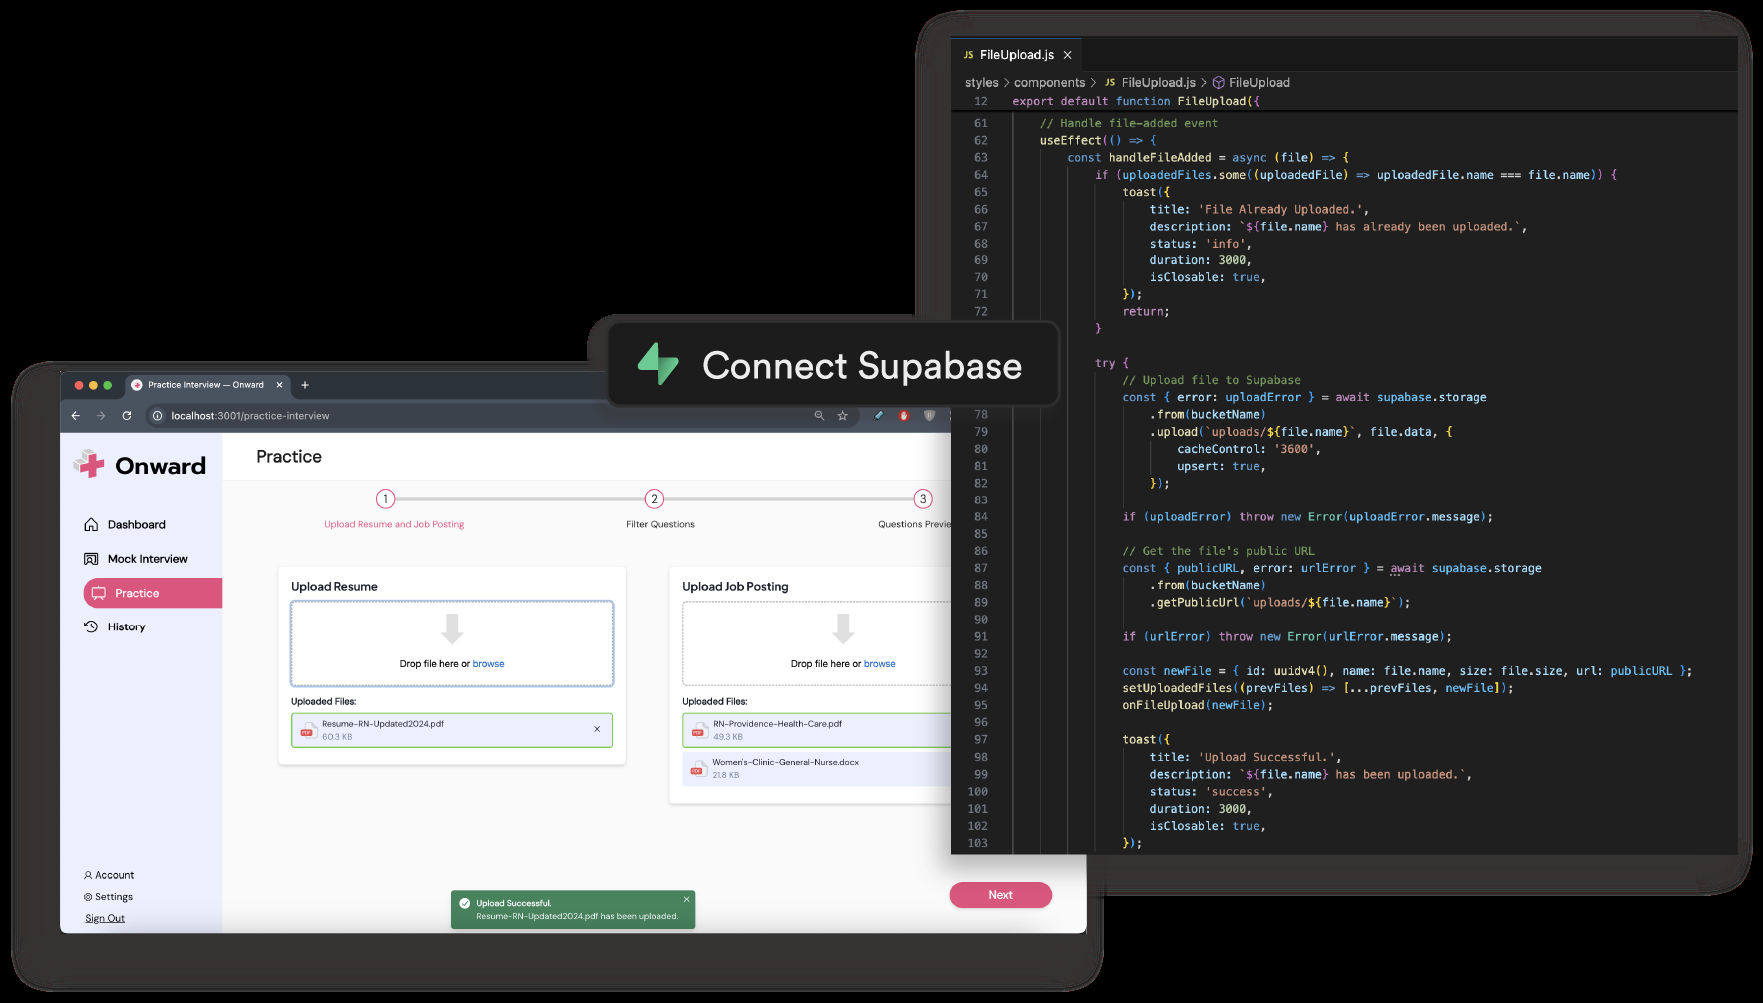 JS FileUpload.js ×
styles > components > JS FileUpload.js > FileUpload
12 export default function FileUpload({
61 // Handle file-added event
62 useEffect(() => {
63 const handleFileAdded = async (file) => {
64 if (uploadedFiles.some((uploadedFile) => uploadedFile.name === file.name)) {
65 toast({
66 title: 'File Already Uploaded.',
67 description: `${file.name} has already been uploaded.`,
68 status: 'info',
69 duration: 3000,
70 isClosable: true,
71 });
72 return;
}
try {
// Upload file to Supabase
const { error: uploadError } = await supabase.storage
78 .from(bucketName)
79 .upload(`uploads/${file.name}`, file.data, {
80 cacheControl: '3600',
81 upsert: true,
82 });
83
84 if (uploadError) throw new Error(uploadError.message);
85
86 // Get the file's public URL
87 const { publicURL, error: urlError } = await supabase.storage
88 .from(bucketName)
89 .getPublicUrl(`uploads/${file.name}`);
90
91 if (urlError) throw new Error(urlError.message);
92
93 const newFile = { id: uuidv4(), name: file.name, size: file.size, url: publicURL };
94 setUploadedFiles((prevFiles) => [...prevFiles, newFile]);
95 onFileUpload(newFile);
96
97 toast({
98 title: 'Upload Successful.',
99 description: `${file.name} has been uploaded.`,
100 status: 'success',
101 duration: 3000,
102 isClosable: true,
103 });
Connect Supabase
Practice Interview — Onward × +
localhost:3001/practice-interview
Onward
Dashboard
Mock Interview
Practice
History
Account
Settings
Sign Out
Practice
1 2 3
Upload Resume and Job Posting
Filter Questions
Questions Previe
Upload Resume
Drop file here or browse
Uploaded Files:
PDF
Resume-RN-Updated2024.pdf
60.3 KB
Upload Job Posting
Drop file here or browse
Uploaded Files:
PDF
RN-Providence-Health-Care.pdf
49.3 KB
PDF
Women's-Clinic-General-Nurse.docx
21.8 KB
Upload Successful.
Resume-RN-Updated2024.pdf has been uploaded.
Next